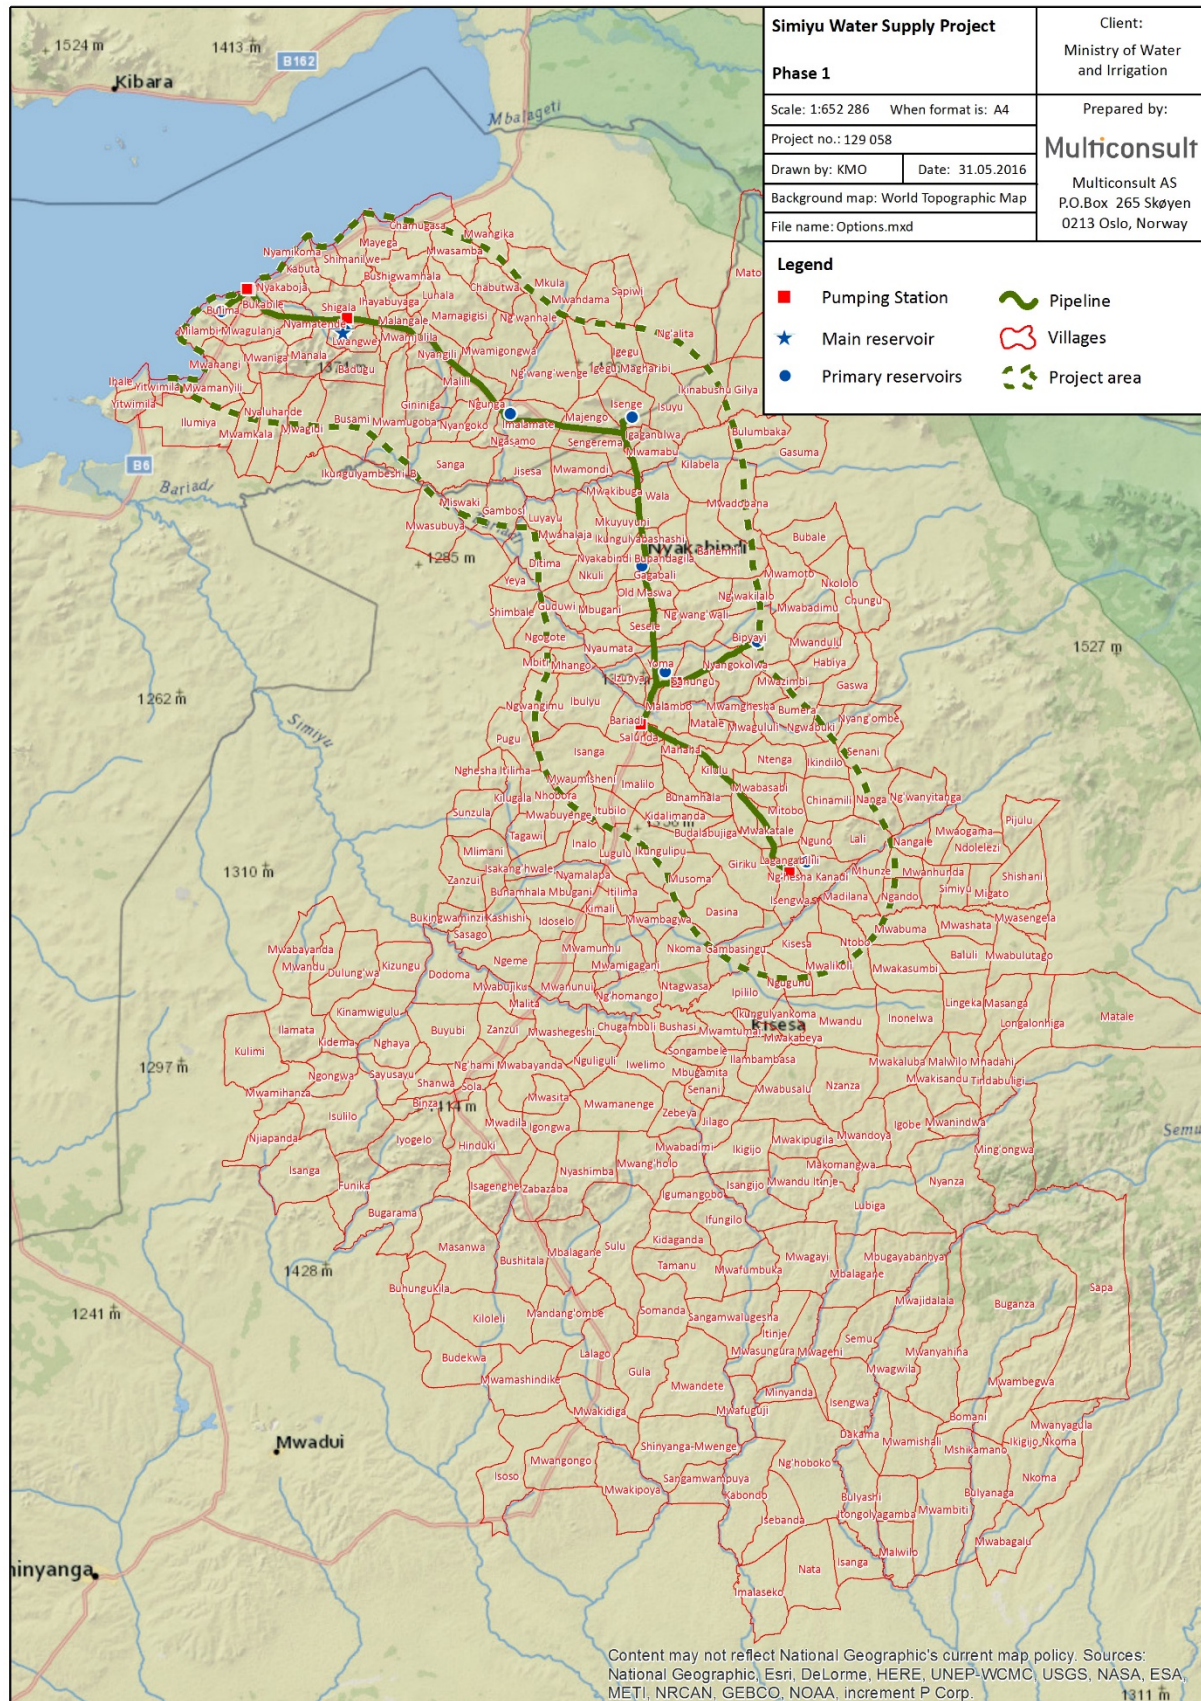 Simiyu Water Supply Project
Phase 1
Client:
Ministry of Water
and Irrigation
Scale: 1:652 286 When format is: A4
Project no.: 129 058
Drawn by: KMO
Date: 31.05.2016
Background map: World Topographic Map
File name: Options.mxd
Prepared by:
Multiconsult
Multiconsult AS
P.O.Box 265 Skøyen
0213 Oslo, Norway
Legend
Pumping Station
Main reservoir
Primary reservoirs
Pipeline
Villages
Project area
1524 m
1413 m
B162
Kibara
Mbalageti
Chamugasa
Mwangika
Nyamikoma
Mayega
Mwasamba
Shimaniwe
Kabuta
Nyakaboja
Bushigwamhala
Chabutwa
Mkula
Sapiwi
Mato
Bukabile
Ihayabuyaga
Luhala
Mwandama
Bulima
Shigala
Mamagigisi
Ng'wanhale
Milambi
Mwagulanja
Nyamatende
Malangale
Ng'alita
Lwangwe
Mwamjulila
Mwanangi
Mwaniga
Manala
Nyangili
Mwamigongwa
Igegu
Badugu
Ihale
Yitwimila
Mwamanyili
Malili
Ng'wang'wenge
Igegu Magharibi
Ikinabushu
Gilya
Yitwimila
Nyaluhande
Gininiga
Ngunga
Isenge
Isuyu
Ilumiya
Busami
Mwamugoba
Imalamate
Majengo
Igaganulwa
Bulumbaka
Mwamkala
Mwagidi
Nyangoko
Ngasamo
Sengerema
Mwamabu
Gasuma
Ikungulyambeshi
Sanga
Jisesa
Mwamondi
Kilabela
B6
Bariadi
Miswaki
Mwakibuga
Wala
Mwadobana
Gambosi
Luyayu
Mkuyuyuni
Mwasubuya
Mwahalaja
Ikungulyabashashi
Bubale
Nyakabindi
1285 m
Ditima
Nyakabindi
Bupandagila
Banemhi
Yeya
Nkuli
Gagabali
Mwamoto
Nkololo
Old Maswa
Ng'wakilalo
Chungu
Shimbale
Guduwi
Mbugani
Ng'wang'wali
Mwabadimu
Sesele
Ngogote
Nyaumata
Bipyayi
Mwandulu
1527 m
Mbiti
Mhango
Yoma
Nyangokolwa
Habiya
Izunya
Banungu
Mwazimbi
Gaswa
1262 m
Ngwangimu
Ibulyu
Malambo
Mwamghesha
Bumera
Simiyu
Bariadi
Matale
Mwagululi
Ngwabuki
Nyang'ombe
Pugu
Salunda
Isanga
Manana
Ntenga
Ikindilo
Senani
Nghesha
Itilima
Mwaumisheni
Imalilo
Kilulu
Mwabasabi
Kilugala
Nhobora
Bunamhala
Chinamili
Nanga
Ng'wanyitanga
Sunzula
Mwabuyenge
Itubilo
Kidalimanda
Mitobo
Pijulu
Tagawi
Budalabujiga
Mwakatale
Mwaogama
Mlimani
Inalo
Lugulu
Ikungulipu
Nguno
Lali
Nangale
Ndolelezi
1310 m
Isakang'hwale
Giriku
Lagangabilili
Zanzui
Nyamalapa
Musoma
Ng'hesha
Kanadi
Mhunze
Mwanhunda
Shishani
Bunamhala
Mbugani
Itilima
Simiyu
Migato
Kimali
Isengwa
Madilana
Ngando
Bukingwaminzi
Kashishi
Idoselo
Mwambagwa
Dasina
Mwabuma
Mwashata
Mwasengela
Sasago
Mwabayanda
Mwamunhu
Nkoma
Gambasingu
Kisesa
Ntobo
Mwandu
Kizungu
Ngeme
Mwalikoli
Baluli
Mwabulutago
Dulung'wa
Dodoma
Mwamigagani
Mwakasumbi
Mwabujiku
Mwanunui
Ntagwasa
Ngugunu
Malita
Ng'homango
Ipililo
Lingeka
Masanga
Kinamwigulu
Ikungulyankoma
Ilamata
Buyubi
Zanzui
Mwashegeshi
Chugambuli
Bushasi
Mwamtumai
Kisesa
Mwandu
Inonelwa
Longalonhiga
Matale
Kulimi
Kidema
Nghaya
Mwakabeya
1297 m
Ng'hami
Mwabayanda
Nguliguli
Iwelimo
Songambele
Ilambambasa
Mwakaluba
Malwilo
Mnadani
Ngongwa
Sayusayu
Shanwa
Sola
Mbugamita
Mwakisandu
Tindabuligi
Mwamihanza
Senani
Mwabusalu
Nzanza
Binza
1414 m
Mwasita
Mwamanenge
Zebeya
Isulilo
Mwadila
Igongwa
Jilago
Igobe
Mwanindwa
Njiapanda
Iyogelo
Hinduki
Mwabadimi
Ikigijo
Mwakipugila
Mwandoya
Ming'ongwa
Semu
Isanga
Nyashimba
Mwang'holo
Makomangwa
Funika
Isagenghe
Zabazaba
Isangijo
Mwandu Itinje
Nyanza
Bugarama
Igumangobo
Lubiga
Ifungilo
Masanwa
Mbalagane
Sulu
Kidaganda
Mwagayi
Mbugayabanhya
Bushitala
Tamanu
Mwafumbuka
Mbalagane
Sapa
1428 m
Buhungukila
Mwajidalala
Buganza
1241 m
Kiloleli
Mandang'ombe
Somanda
Sangamwalugesha
Itinje
Semu
Budekwa
Lalago
Mwasungura
Mwagehi
Mwanyahina
Gula
Mwagwila
Mwamashindike
Mwandete
Minyanda
Mwambegwa
Mwakidiga
Mwafuguji
Isengwa
Bomani
Mwanyagula
Mwadui
Dakama
Shinyanga-Mwenge
Mwamishali
Mshikamano
Ikigijo
Nkoma
Mwangongo
Ng'hoboko
Isoso
Sangamwampuya
Nkoma
Mwakipoya
Kabondo
Bulyashi
Bulyanaga
Isebanda
Itongolyagamba
Mwambiti
Mwabagalu
Malwilo
hinyanga
Nata
Isanga
Imalaseko
Content may not reflect National Geographic's current map policy. Sources:
National Geographic, Esri, DeLorme, HERE, UNEP-WCMC, USGS, NASA, ESA,
METI, NRCAN, GEBCO, NOAA, increment P Corp.
1311 m